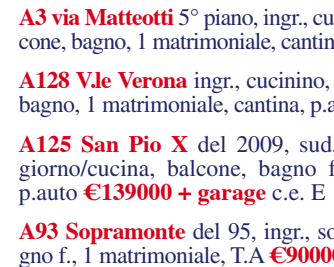 A3 via Matteotti 5° piano, ingr., cu
cone, bagno, 1 matrimoniale, cantin
A128 V.le Verona ingr., cucinino,
bagno, 1 matrimoniale, cantina, p.a
A125 San Pio X del 2009, sud,
giorno/cucina, balcone, bagno f
p.auto €139000 + garage c.e. E
A93 Sopramonte del 95, ingr., so
gno f., 1 matrimoniale, T.A €9000